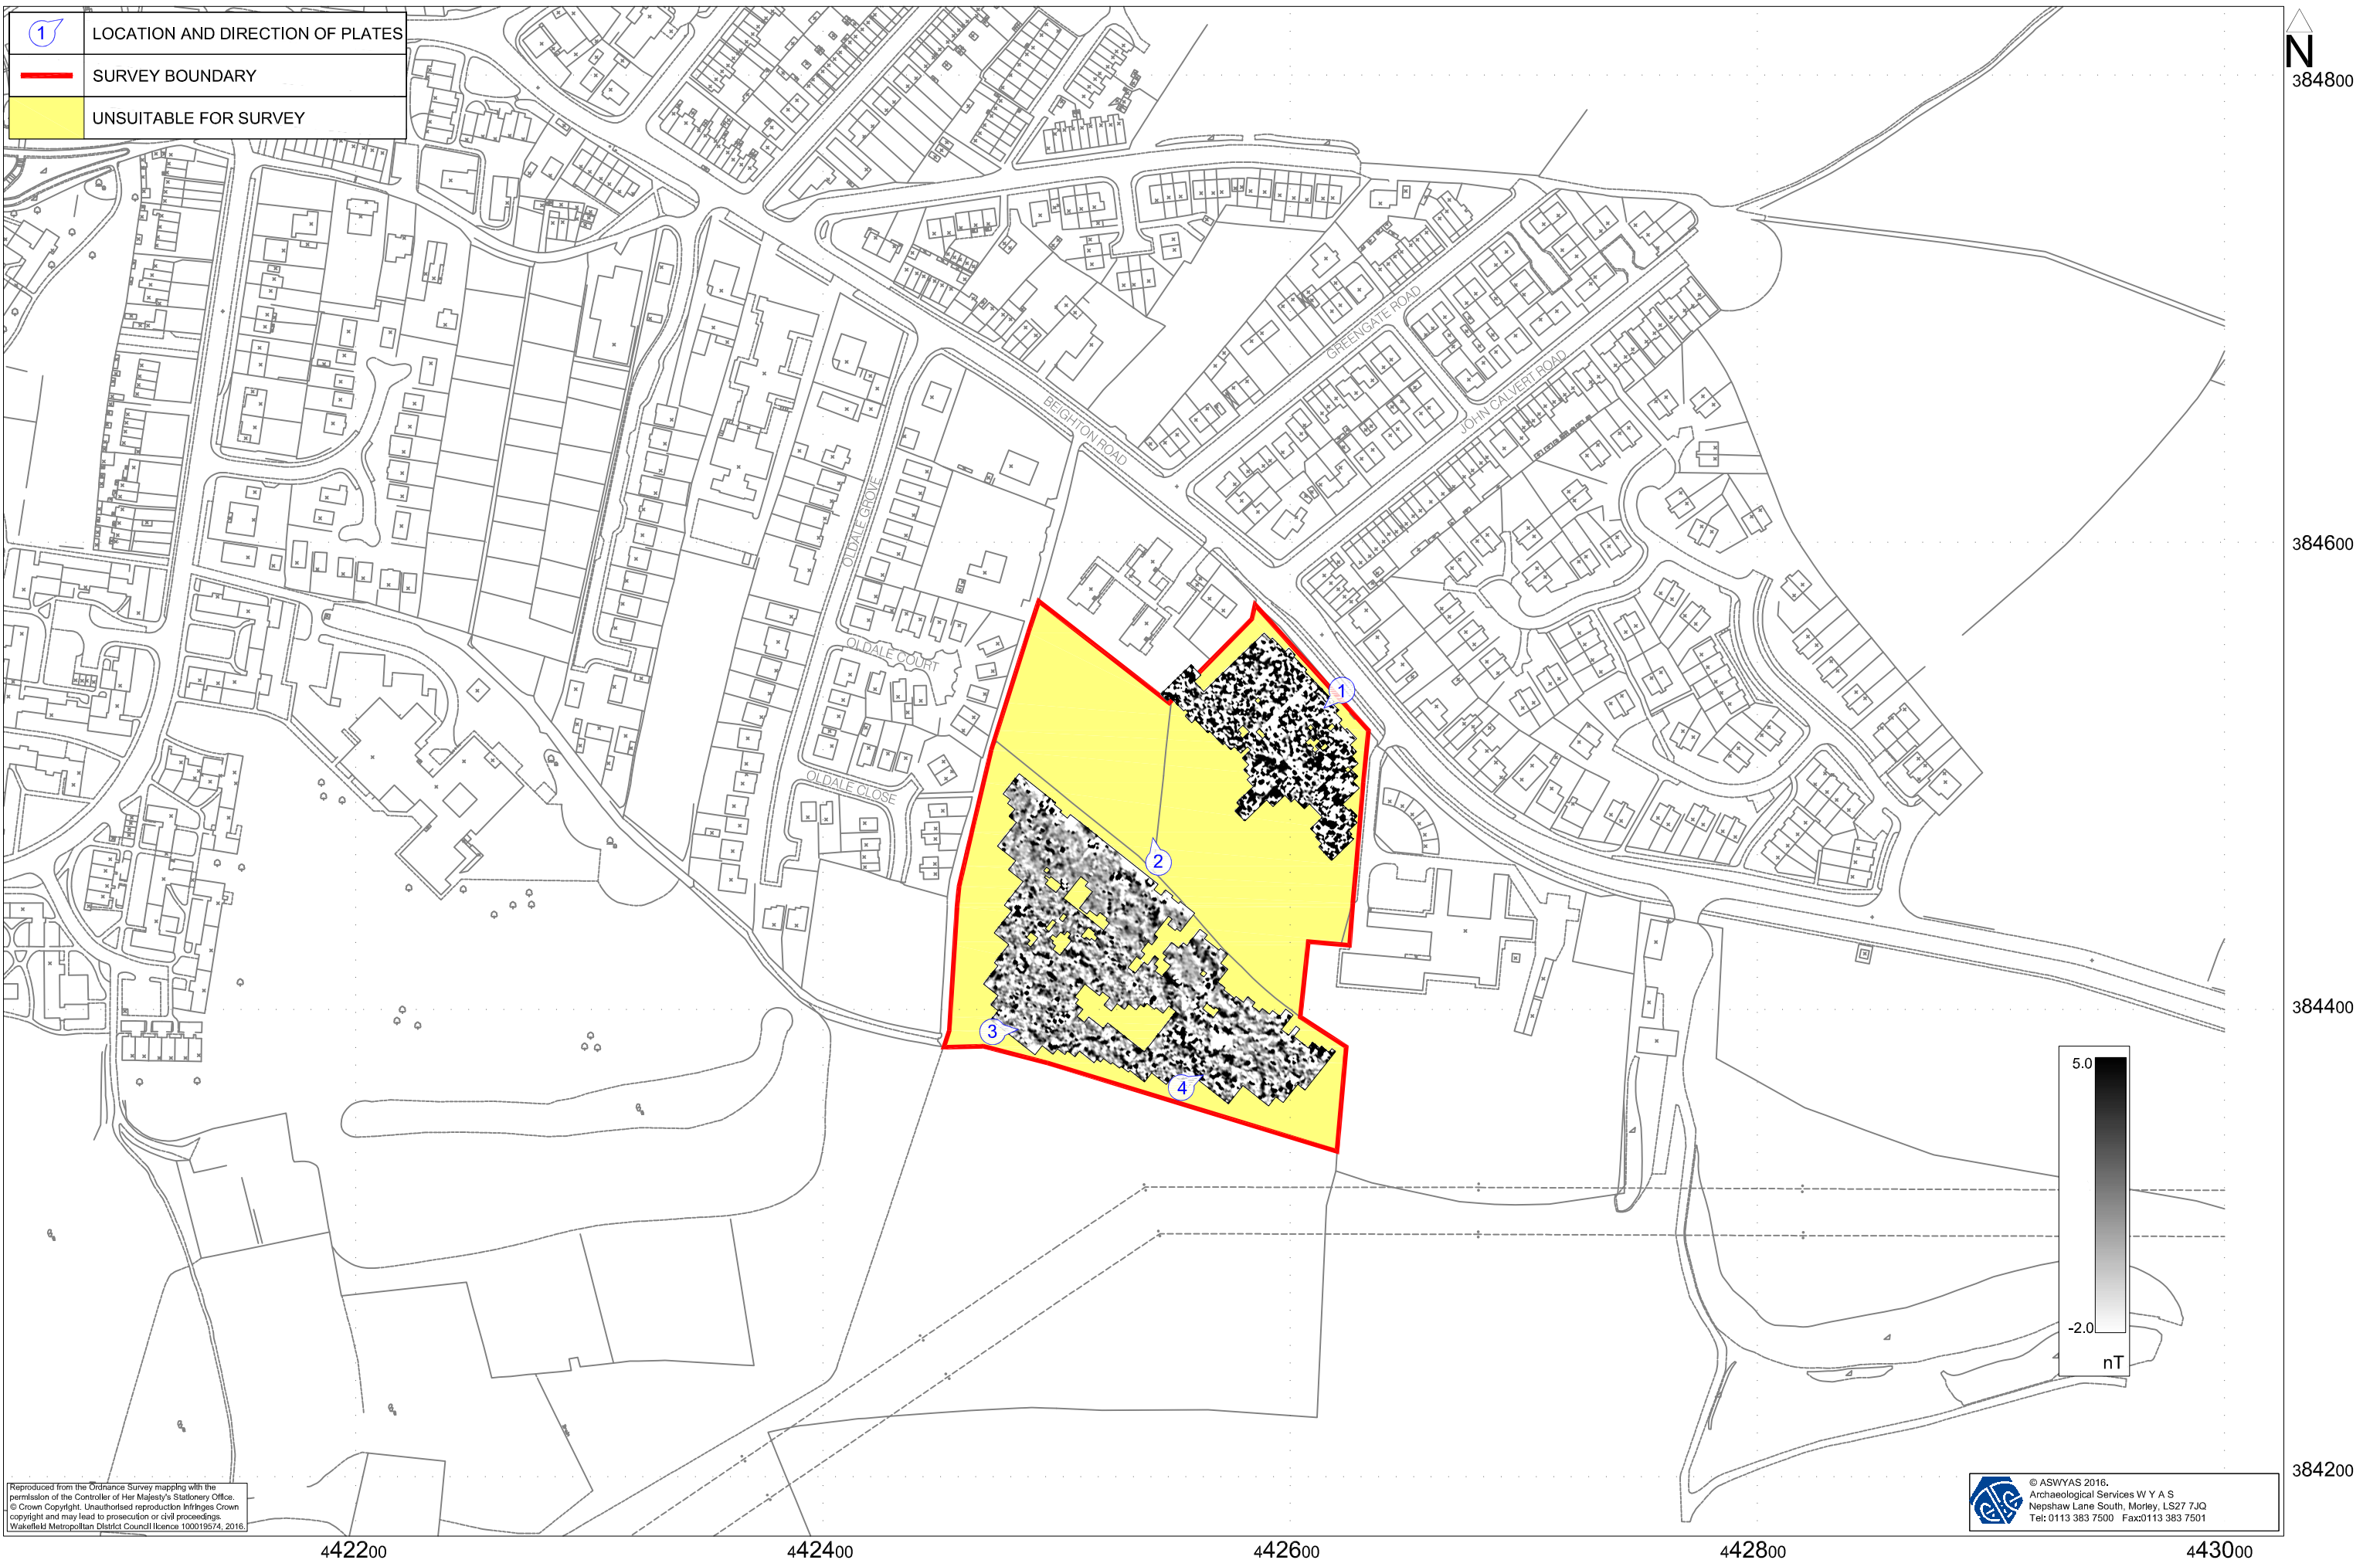 1 LOCATION AND DIRECTION OF PLATES
SURVEY BOUNDARY
UNSUITABLE FOR SURVEY
N
384800
384600
384400
384200
GREENGATE ROAD
JOHN CALVERT ROAD
BEIGHTON ROAD
OLDALE GROVE
OLDALE COURT
OLDALE CLOSE
1
2
3
4
5.0
-2.0
nT
Reproduced from the Ordnance Survey mapping with the
permission of the Controller of Her Majesty's Stationery Office.
© Crown Copyright. Unauthorised reproduction infringes Crown
copyright and may lead to prosecution or civil proceedings.
Wakefield Metropolitan District Council licence 100019574, 2016.
© ASWYAS 2016.
Archaeological Services W Y A S
Nepshaw Lane South, Morley, LS27 7JQ
Tel: 0113 383 7500 Fax:0113 383 7501
442200
442400
442600
442800
443000